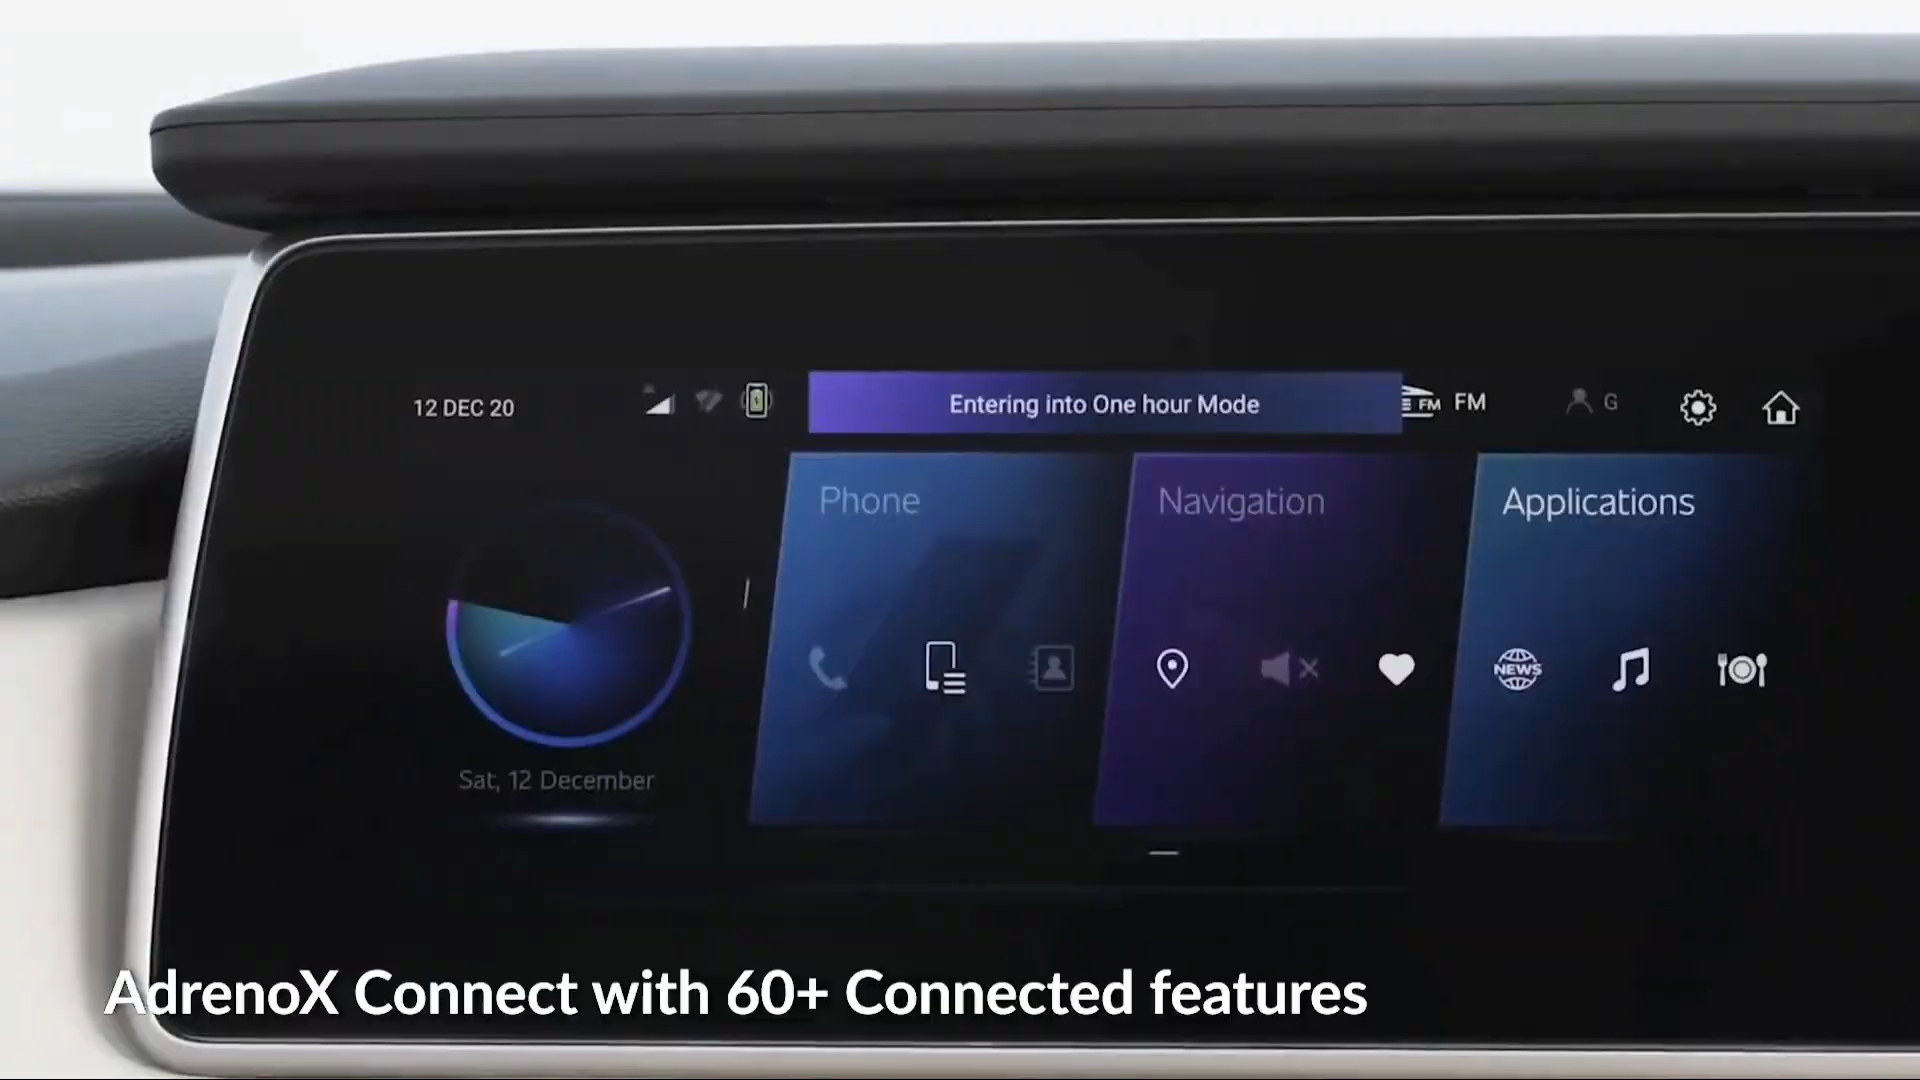 12 DEC 20
Entering into One hour Mode
FM FM
G
Phone
Navigation
Applications
NEWS
Sat, 12 December
AdrenoX Connect with 60+ Connected features